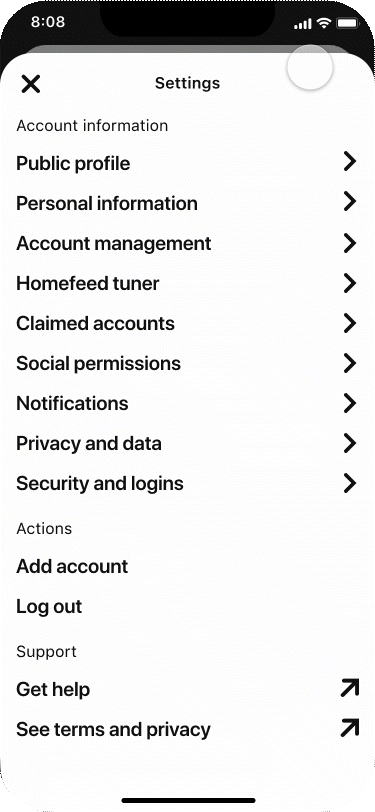 8:08
Settings
Account information
Public profile
Personal information
Account management
Homefeed tuner
Claimed accounts
Social permissions
Notifications
Privacy and data
Security and logins
Actions
Add account
Log out
Support
Get help
See terms and privacy